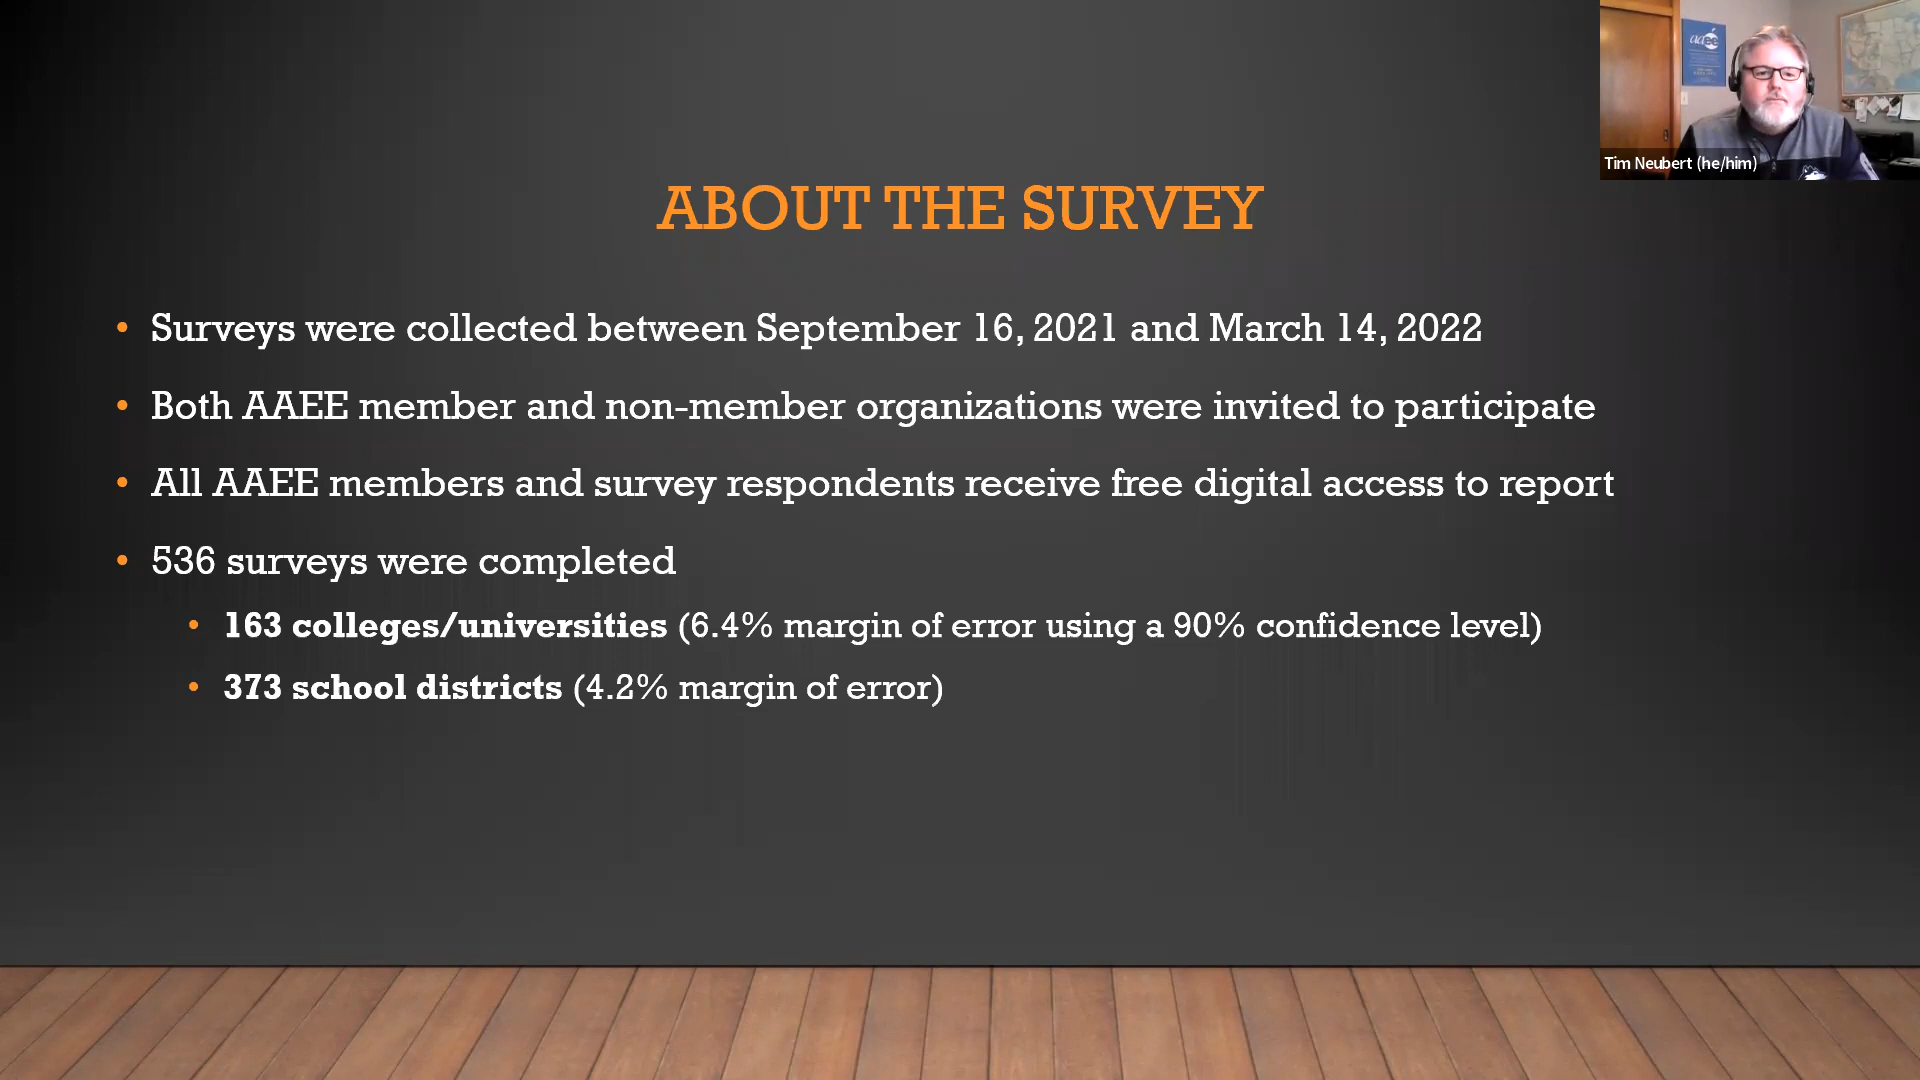 aaee
Tim Neubert (he/him)
ABOUT THE SURVEY
• Surveys were collected between September 16, 2021 and March 14, 2022
• Both AAEE member and non-member organizations were invited to participate
• All AAEE members and survey respondents receive free digital access to report
• 536 surveys were completed
• 163 colleges/universities (6.4% margin of error using a 90% confidence level)
• 373 school districts (4.2% margin of error)